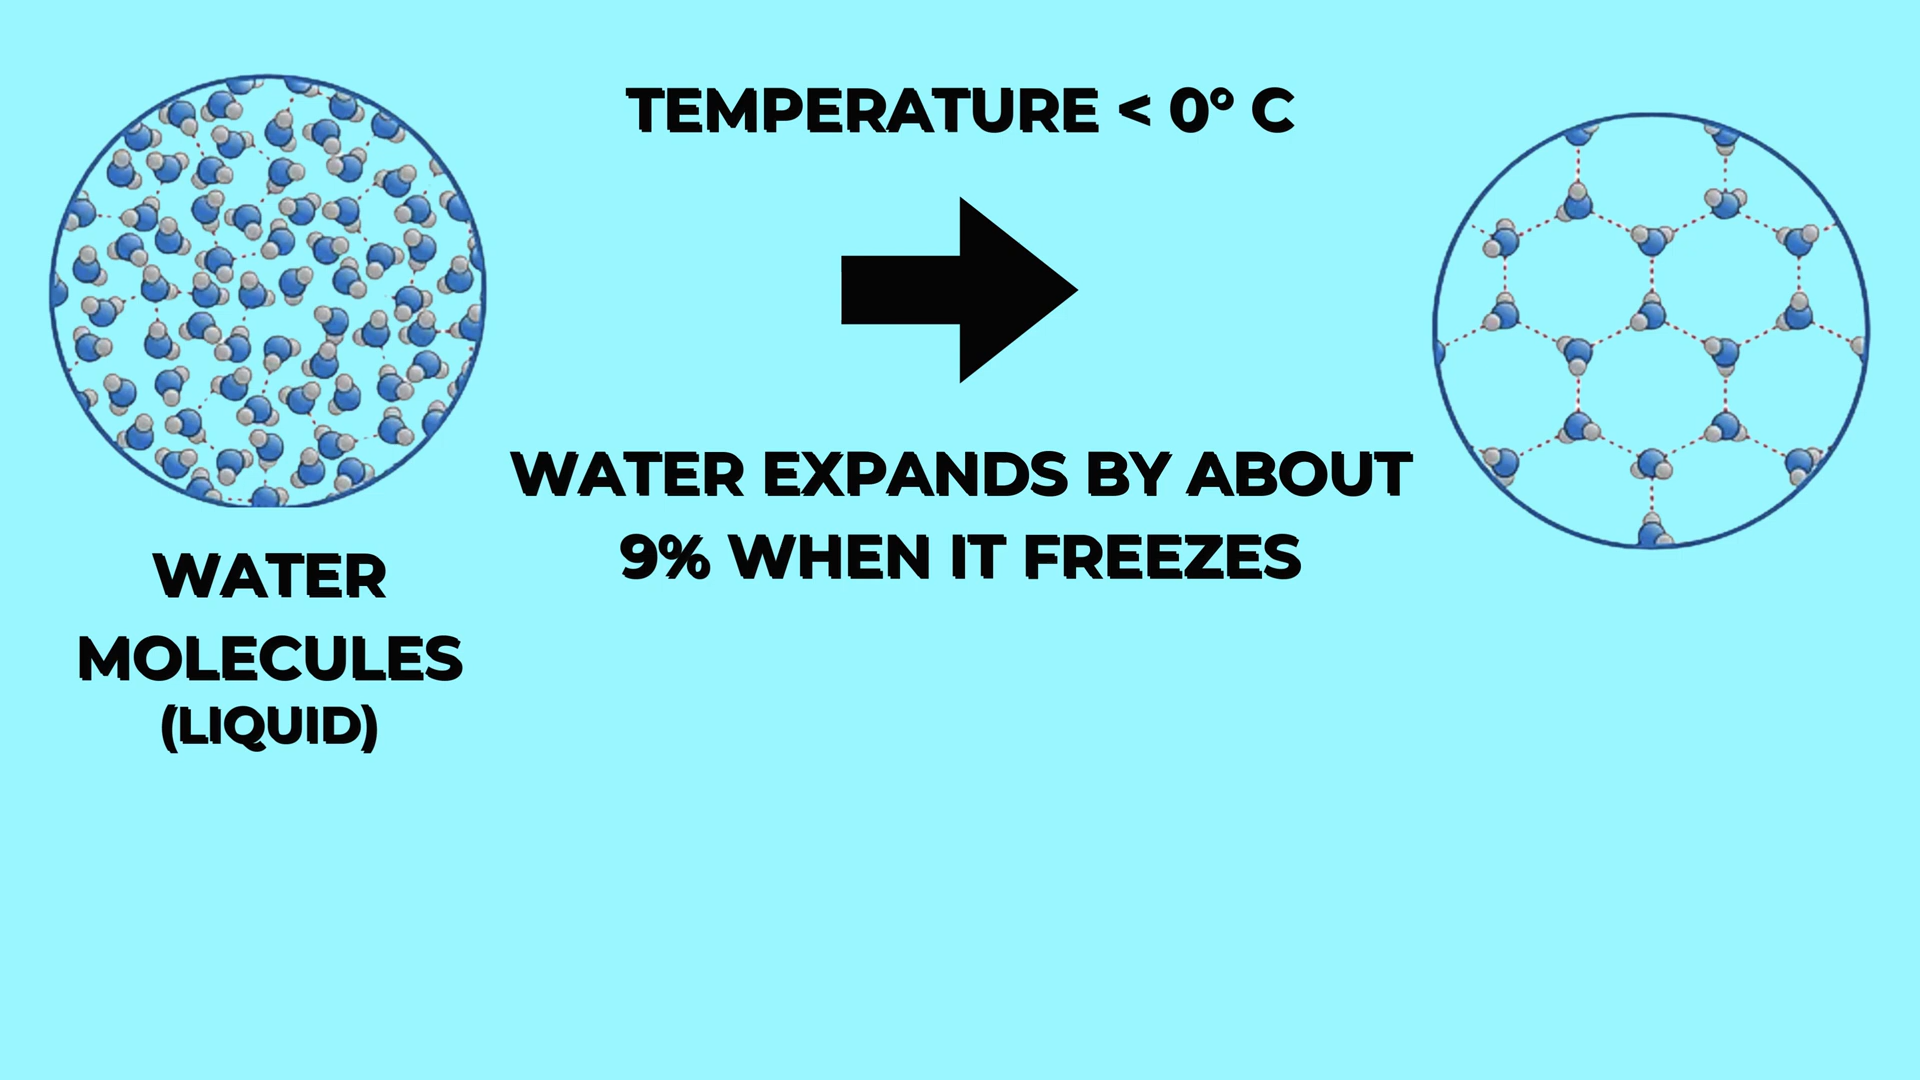 TEMPERATURE < 0° C
WATER EXPANDS BY ABOUT
9% WHEN IT FREEZES
WATER
MOLECULES
(LIQUID)